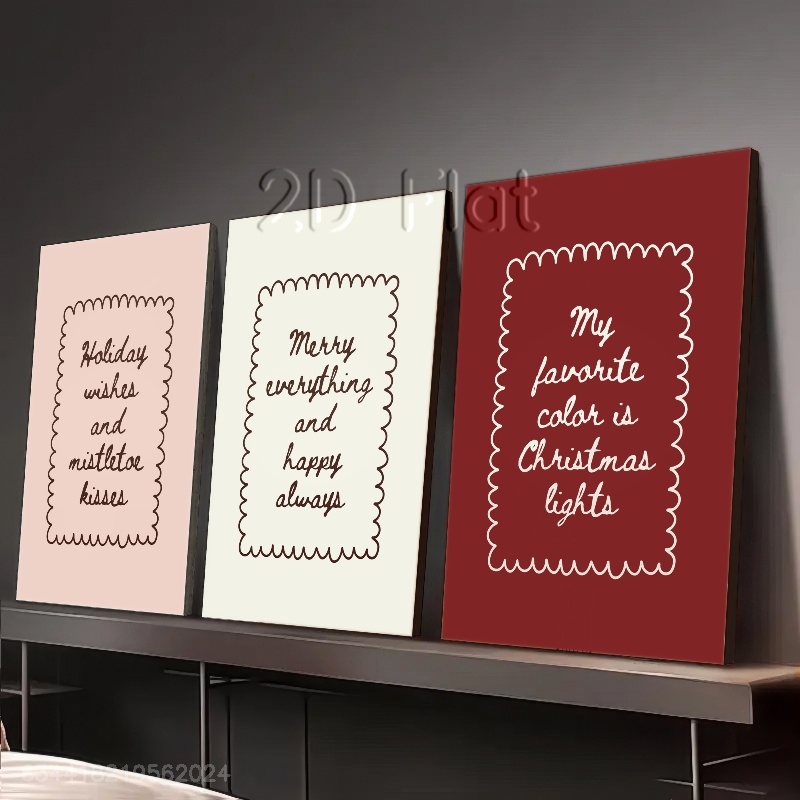 2D Flat
Holiday
wishes
and
mistletoe
kisses
Merry
everything
and
happy
always
My
favorite
color is
Christmas
lights